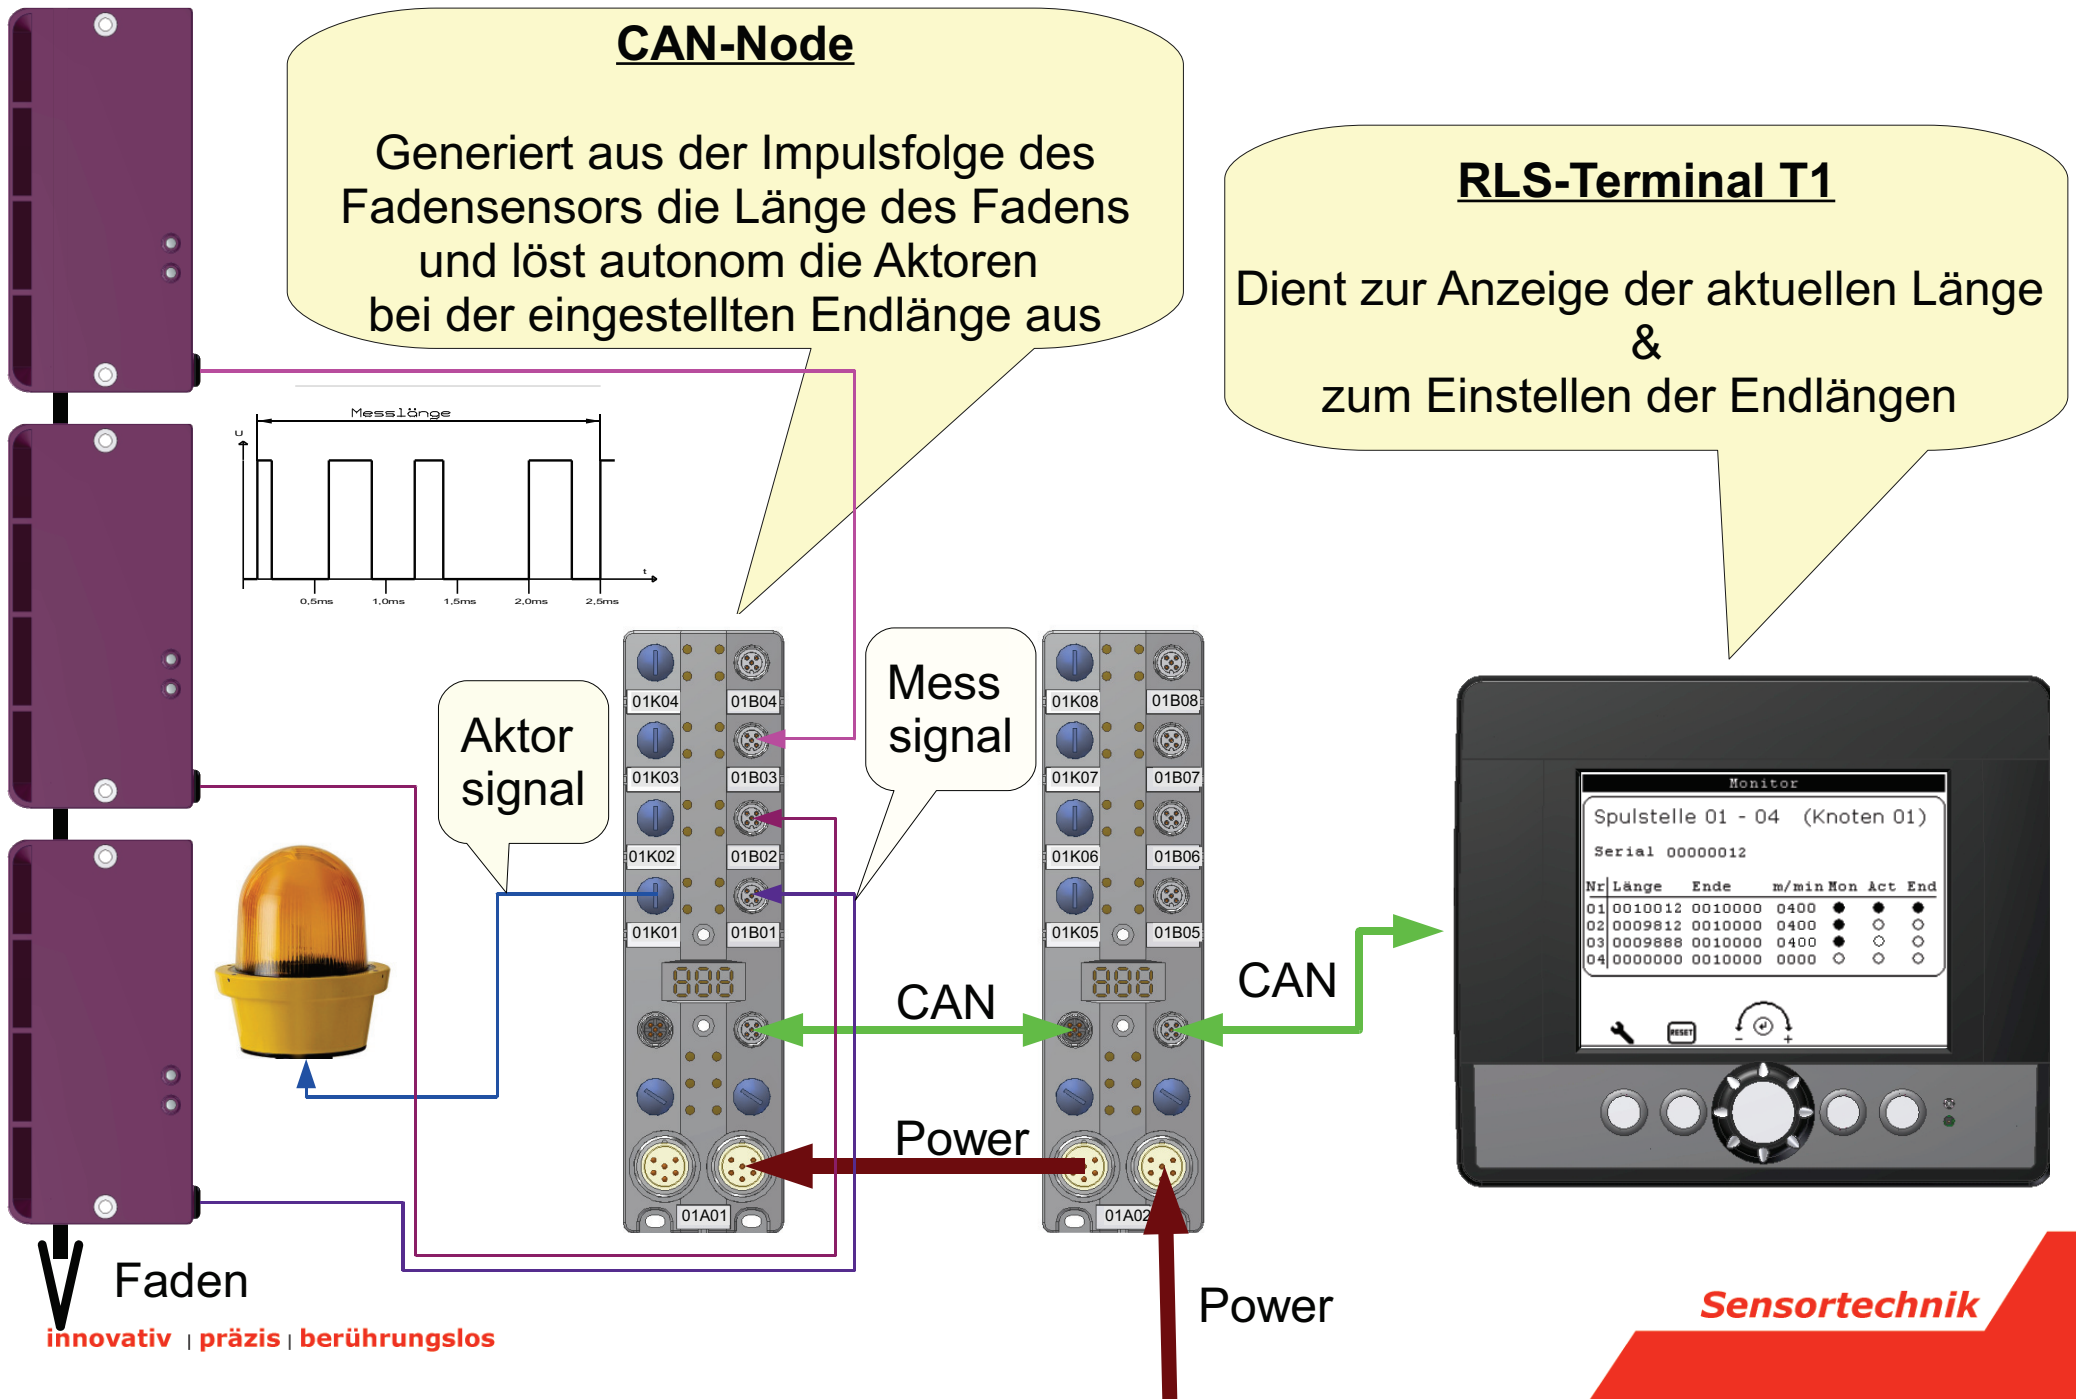 CAN-Node
Generiert aus der Impulsfolge des
Fadensensors die Länge des Fadens
und löst autonom die Aktoren
bei der eingestellten Endlänge aus
RLS-Terminal T1
Dient zur Anzeige der aktuellen Länge
&
zum Einstellen der Endlängen
Messlänge
U
t
0,5ms 1,0ms 1,5ms 2,0ms 2,5ms
Aktor
signal
Mess
signal
01K04 01B04
01K03 01B03
01K02 01B02
01K01 01B01
888
01A01
01K08 01B08
01K07 01B07
01K06 01B06
01K05 01B05
888
01A02
CAN
CAN
Power
Power
Monitor
Spulstelle 01 - 04 (Knoten 01)
Serial 00000012
Nr Länge Ende m/min Mon Act End
01 0010012 0010000 0400
02 0009812 0010000 0400
03 0009888 0010000 0400
04 0000000 0010000 0000
RESET
- +
Faden
innovativ | präzis | berührungslos
Sensortechnik